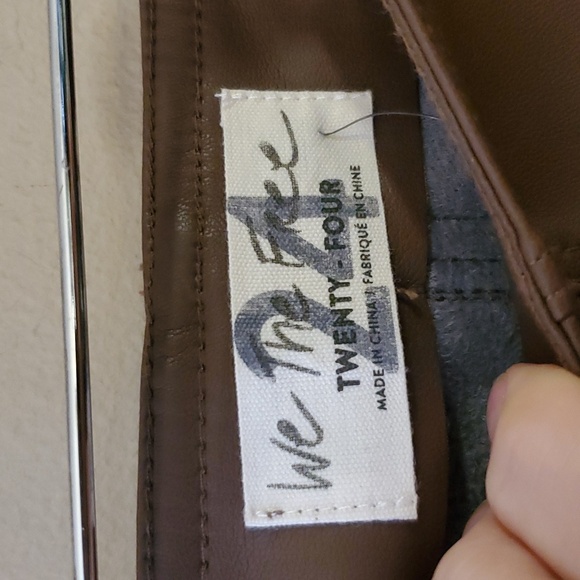 We The Free
24
TWENTY - FOUR
MADE IN CHINA / FABRIQUÉ EN CHINE